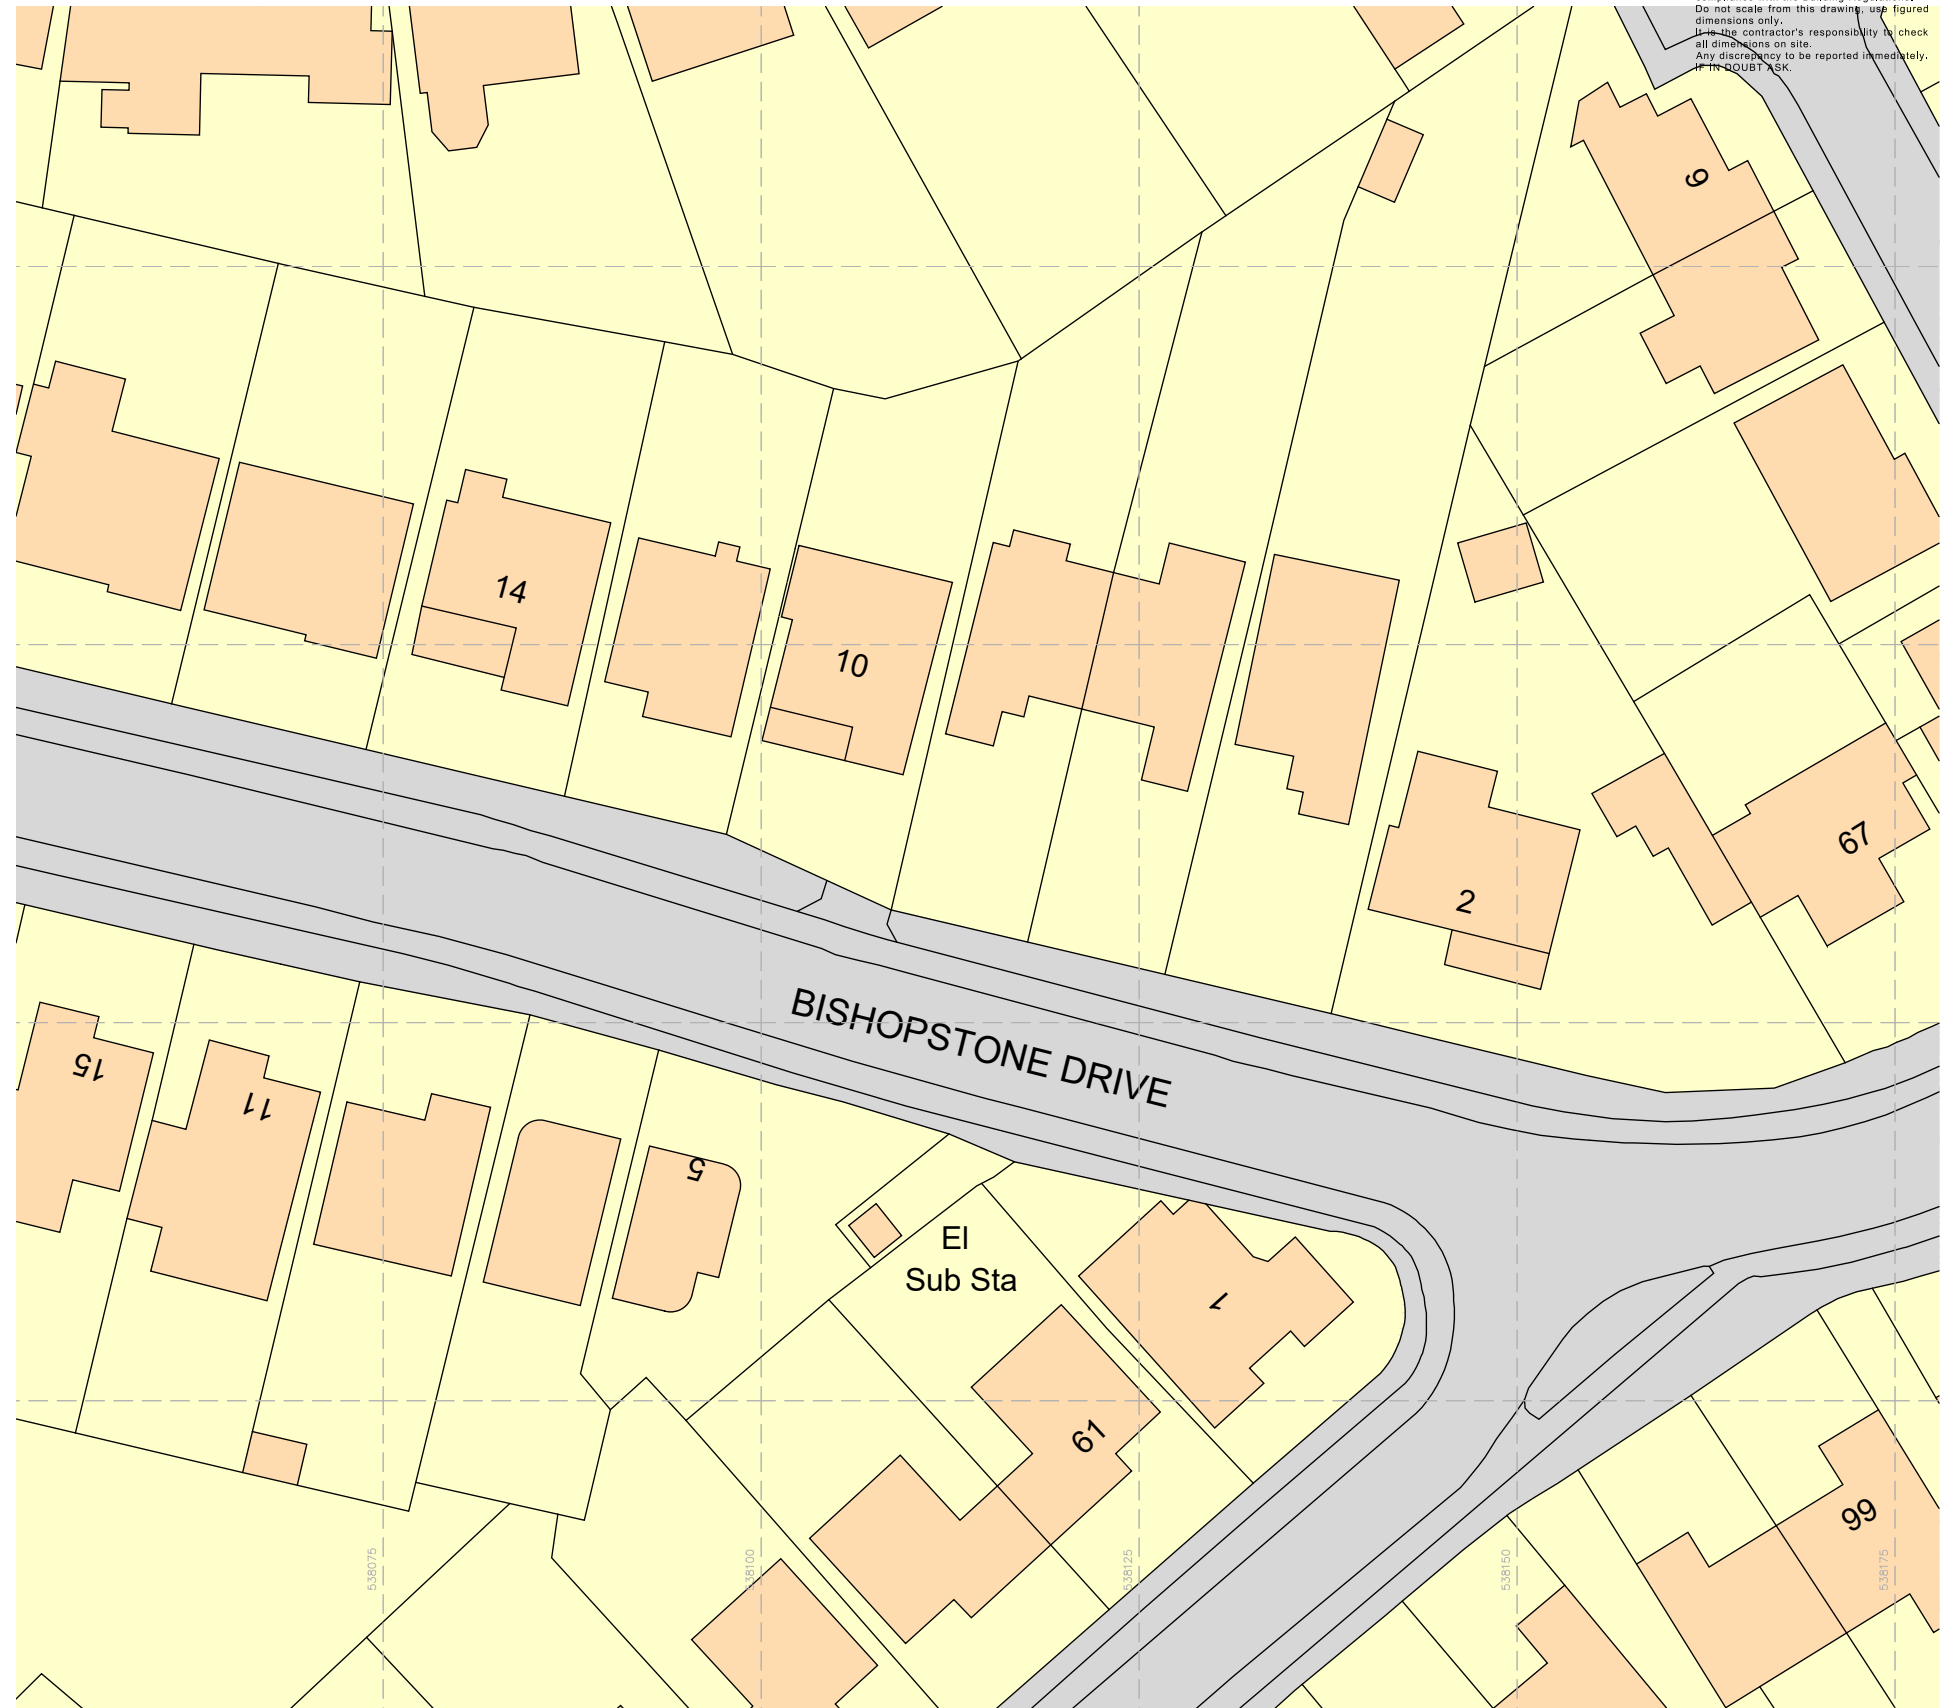 Do not scale from this drawing, use figured
dimensions only.
It is the contractor's responsibility to check
all dimensions on site.
Any discrepancy to be reported immediately.
IF IN DOUBT ASK.
9
14
10
67
2
BISHOPSTONE DRIVE
15
11
5
El
Sub Sta
1
61
99
538075
538100
538125
538150
538175